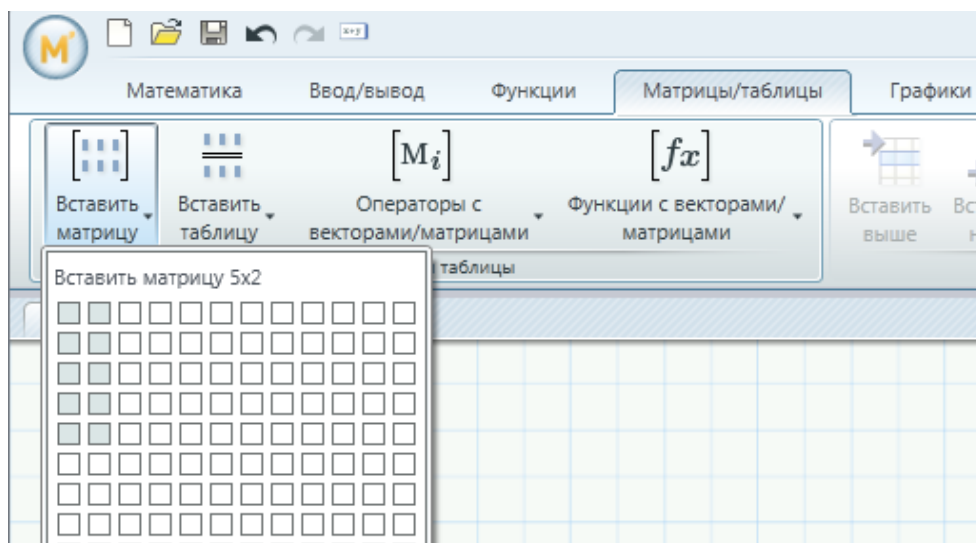 M
x+y
Математика Ввод/вывод Функции Матрицы/таблицы Графики
[M i] [fx]
Вставить Вставить Операторы с Функции с векторами/ Вставить
матрицу таблицу векторами/матрицами матрицами выше
таблицы
Вставить матрицу 5x2